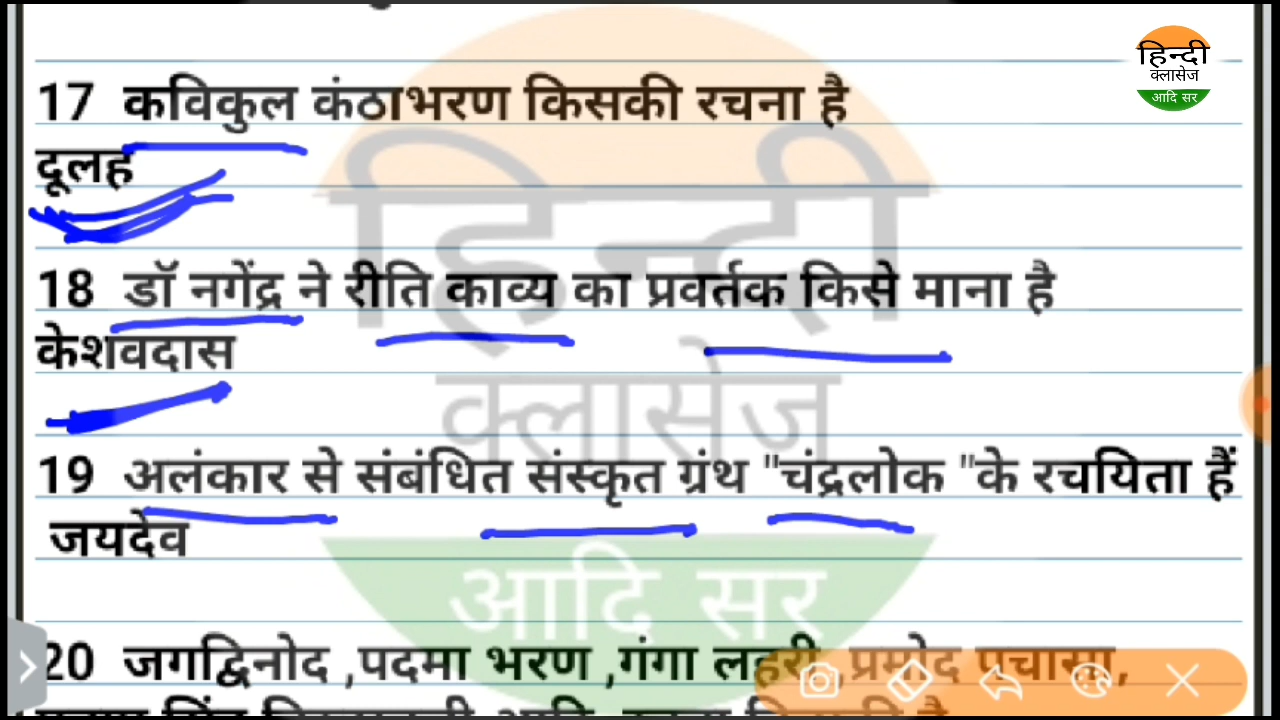 हिन्दी
क्लासेज
आदि सर
17 कविकुल कंठाभरण किसकी रचना है
दूलह
18 डॉ नगेंद्र ने रीति काव्य का प्रवर्तक किसे माना है
केशवदास
19 अलंकार से संबंधित संस्कृत ग्रंथ "चंद्रलोक "के रचयिता हैं
जयदेव
20 जगद्विनोद ,पदमा भरण ,गंगा लहरी ,प्रमोद पचासा,
हिन्दी
क्लासेज
आदि सर